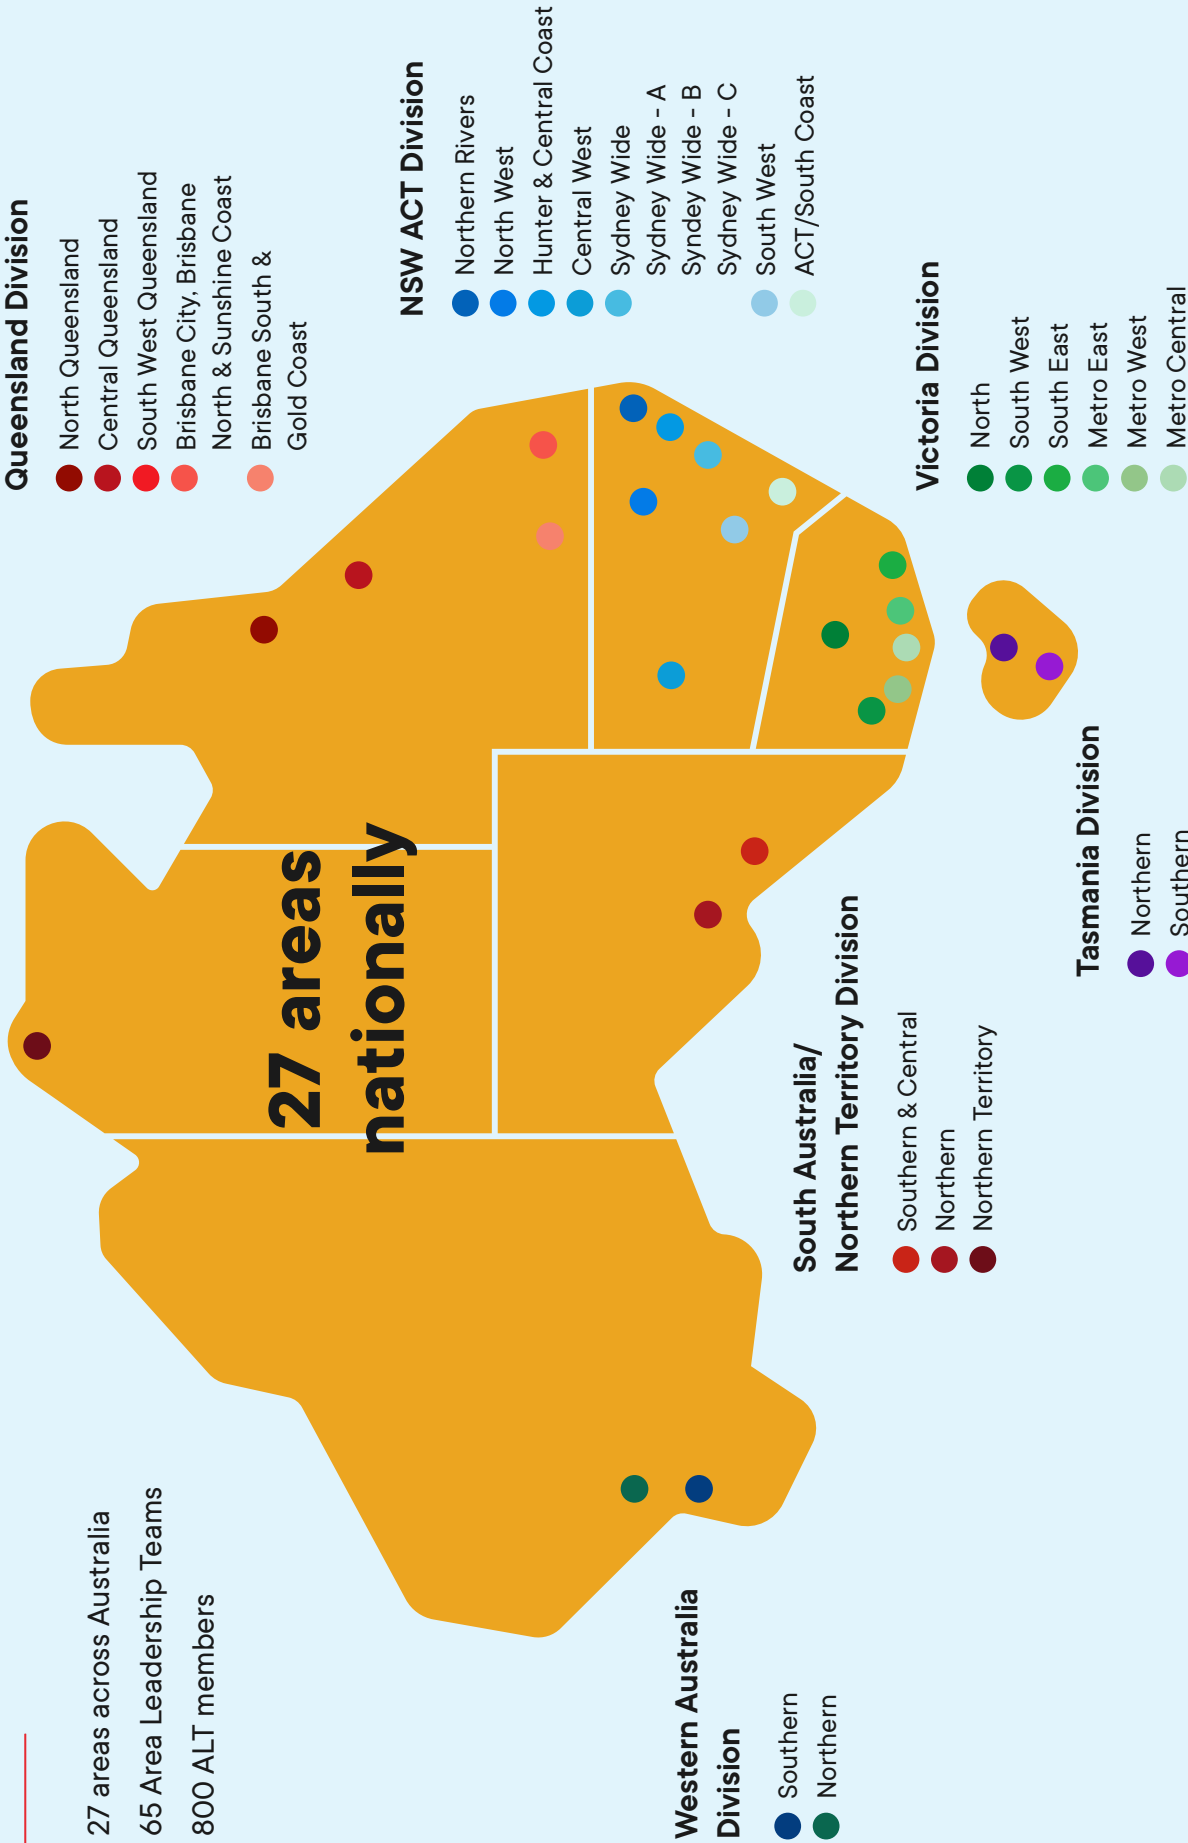 27 areas across Australia
65 Area Leadership Teams
800 ALT members
27 areas
nationally
Western Australia
Division
Southern
Northern
South Australia/
Northern Territory Division
Southern & Central
Northern
Northern Territory
Tasmania Division
Northern
Southern
Queensland Division
North Queensland
Central Queensland
South West Queensland
Brisbane City, Brisbane
North & Sunshine Coast
Brisbane South &
Gold Coast
NSW ACT Division
Northern Rivers
North West
Hunter & Central Coast
Central West
Sydney Wide
Sydney Wide - A
Syndey Wide - B
Sydney Wide - C
South West
ACT/South Coast
Victoria Division
North
South West
South East
Metro East
Metro West
Metro Central